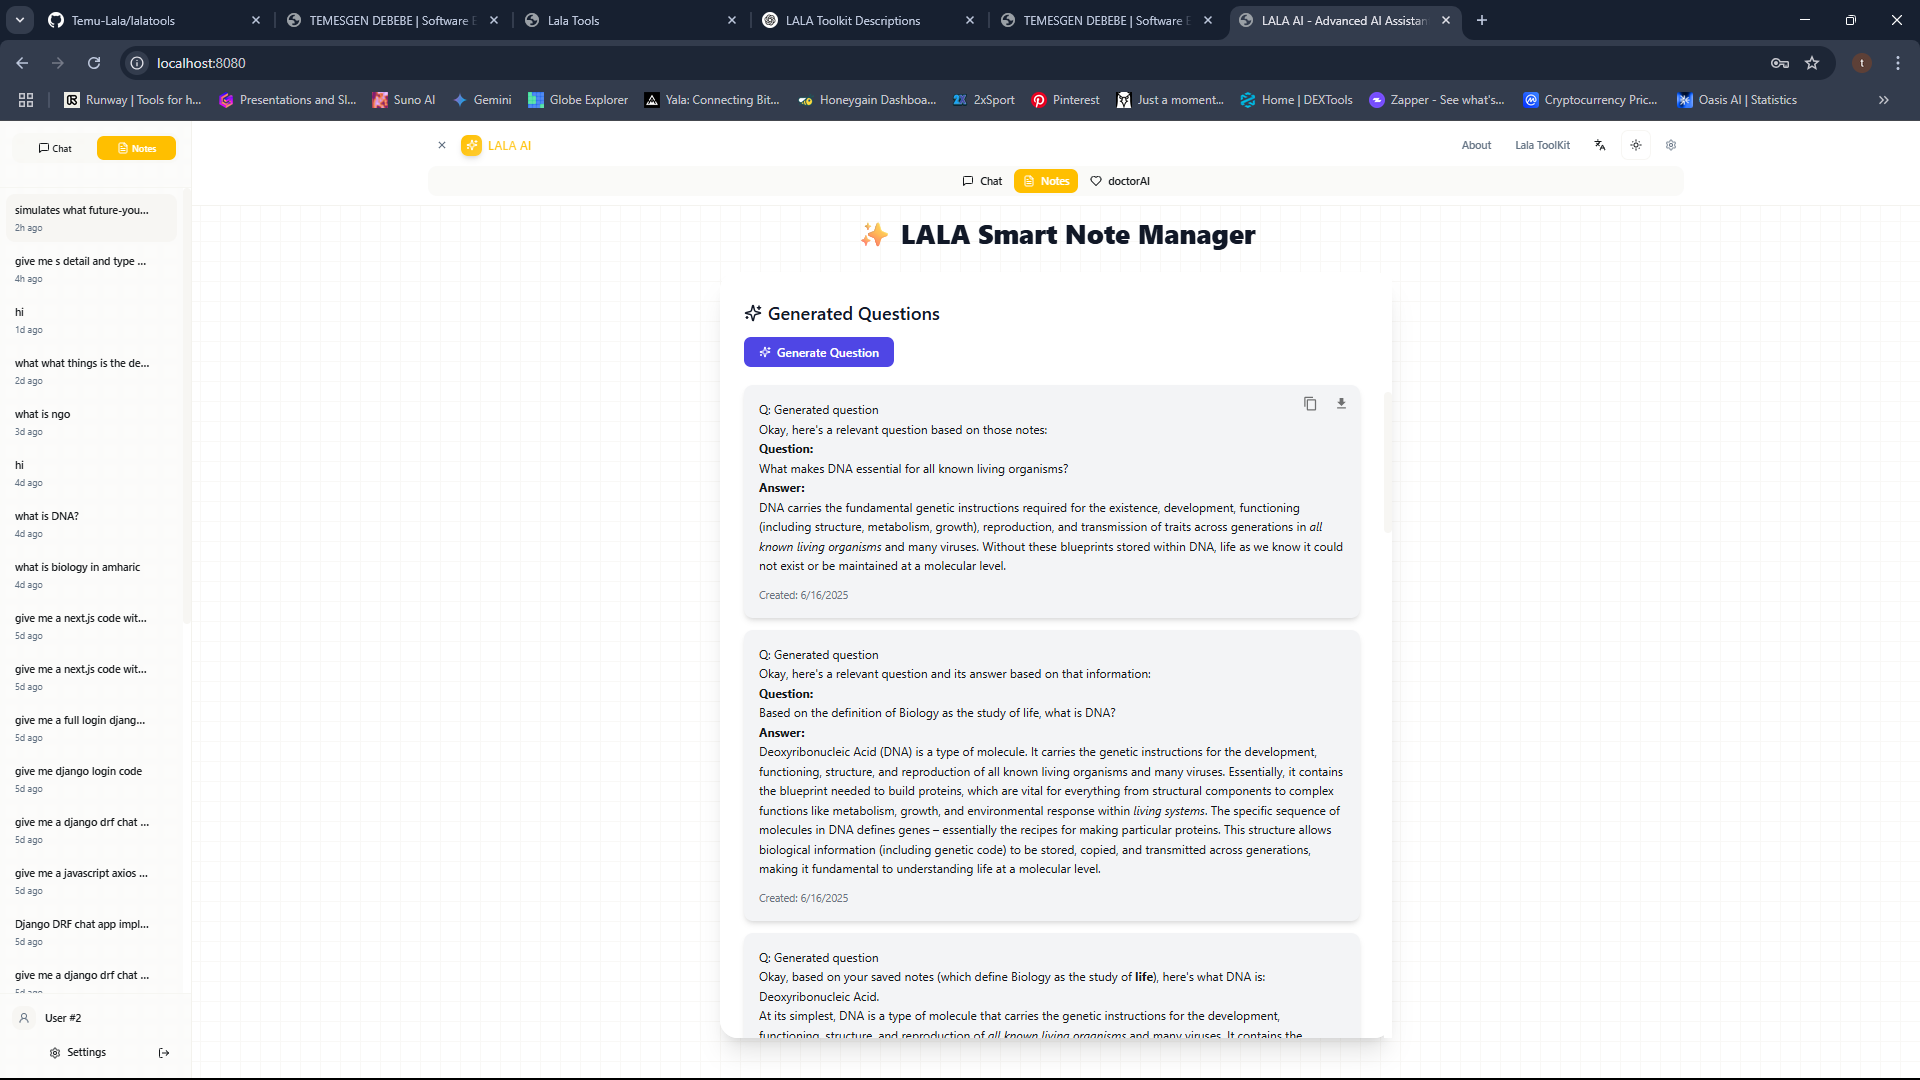 Temu-Lala/lalatools
TEMESGEN DEBEBE | Software E
Lala Tools
LALA Toolkit Descriptions
TEMESGEN DEBEBE | Software E
LALA AI - Advanced AI Assistan
localhost:8080
t
Runway | Tools for h...
Presentations and Sl...
Suno AI
Gemini
Globe Explorer
Yala: Connecting Bit...
Honeygain Dashboa...
2xSport
Pinterest
Just a moment...
Home | DEXTools
Zapper - See what's...
Cryptocurrency Pric...
Oasis AI | Statistics
Chat
Notes
simulates what future-you...
2h ago
give me s detail and type ...
4h ago
hi
1d ago
what what things is the de...
2d ago
what is ngo
3d ago
hi
4d ago
what is DNA?
4d ago
what is biology in amharic
4d ago
give me a next.js code wit...
5d ago
give me a next.js code wit...
5d ago
give me a full login djang...
5d ago
give me django login code
5d ago
give me a django drf chat ...
5d ago
give me a javascript axios ...
5d ago
Django DRF chat app impl...
5d ago
give me a django drf chat ...
5d ago
User #2
Settings
LALA AI
About
Lala ToolKit
Chat
Notes
doctorAI
✨ LALA Smart Note Manager
Generated Questions
Generate Question
Q: Generated question
Okay, here's a relevant question based on those notes:
Question:
What makes DNA essential for all known living organisms?
Answer:
DNA carries the fundamental genetic instructions required for the existence, development, functioning
(including structure, metabolism, growth), reproduction, and transmission of traits across generations in all
known living organisms and many viruses. Without these blueprints stored within DNA, life as we know it could
not exist or be maintained at a molecular level.
Created: 6/16/2025
Q: Generated question
Okay, here's a relevant question and its answer based on that information:
Question:
Based on the definition of Biology as the study of life, what is DNA?
Answer:
Deoxyribonucleic Acid (DNA) is a type of molecule. It carries the genetic instructions for the development,
functioning, structure, and reproduction of all known living organisms and many viruses. Essentially, it contains
the blueprint needed to build proteins, which are vital for everything from structural components to complex
functions like metabolism, growth, and environmental response within living systems. The specific sequence of
molecules in DNA defines genes – essentially the recipes for making particular proteins. This structure allows
biological information (including genetic code) to be stored, copied, and transmitted across generations,
making it fundamental to understanding life at a molecular level.
Created: 6/16/2025
Q: Generated question
Okay, based on your saved notes (which define Biology as the study of life), here's what DNA is:
Deoxyribonucleic Acid.
At its simplest, DNA is a type of molecule that carries the genetic instructions for the development,
functioning, structure, and reproduction of all known living organisms and many viruses. It contains the